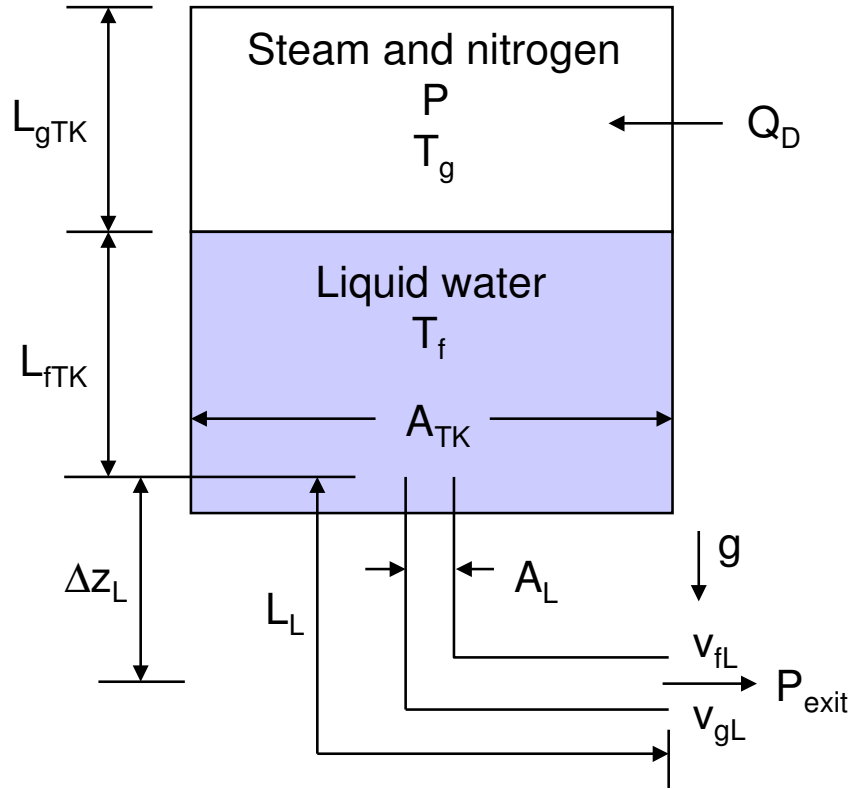 Steam and nitrogen
P
T_g
L_gTK
Q_D
Liquid water
T_f
L_fTK
A_TK
g
Δz_L
A_L
L_L
v_fL
P_exit
v_gL